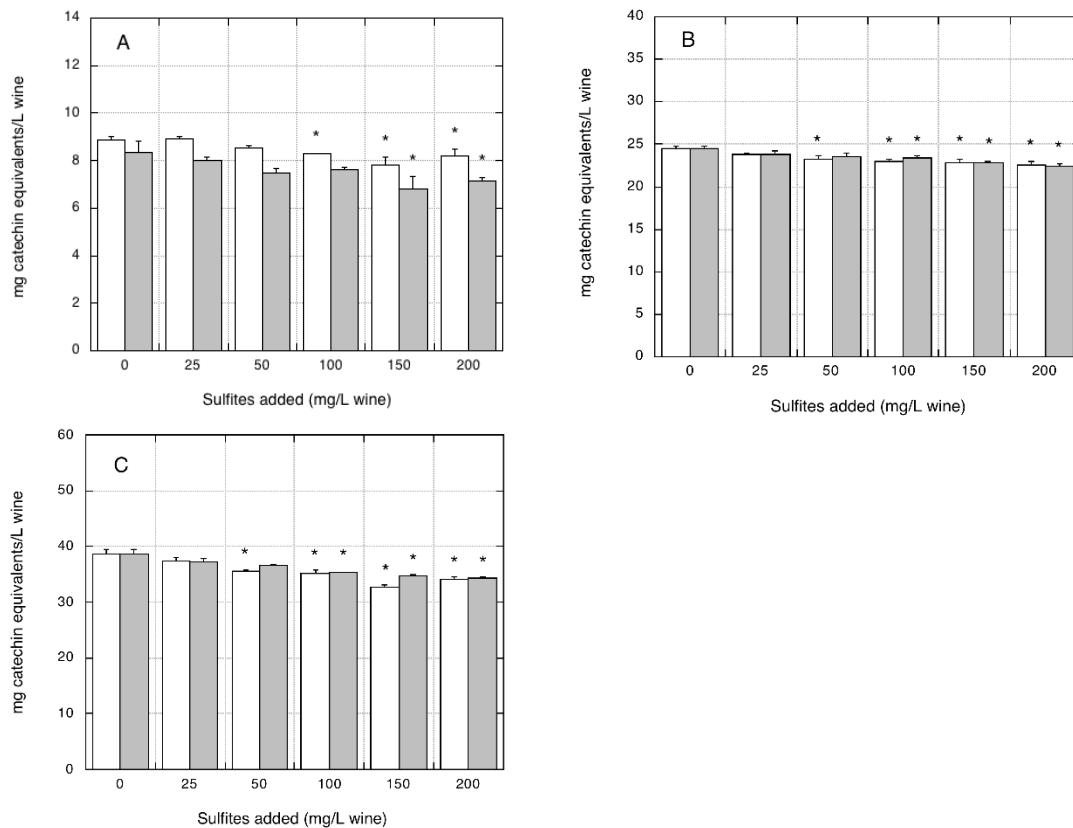 A
14
12
10
8
6
4
2
0
mg catechin equivalents/L wine
* * * * *
0 25 50 100 150 200
Sulfites added (mg/L wine)
B
40
35
30
25
20
15
10
5
0
mg catechin equivalents/L wine
* * * * * * *
0 25 50 100 150 200
Sulfites added (mg/L wine)
C
60
50
40
30
20
10
0
mg catechin equivalents/L wine
* * * * * * *
0 25 50 100 150 200
Sulfites added (mg/L wine)